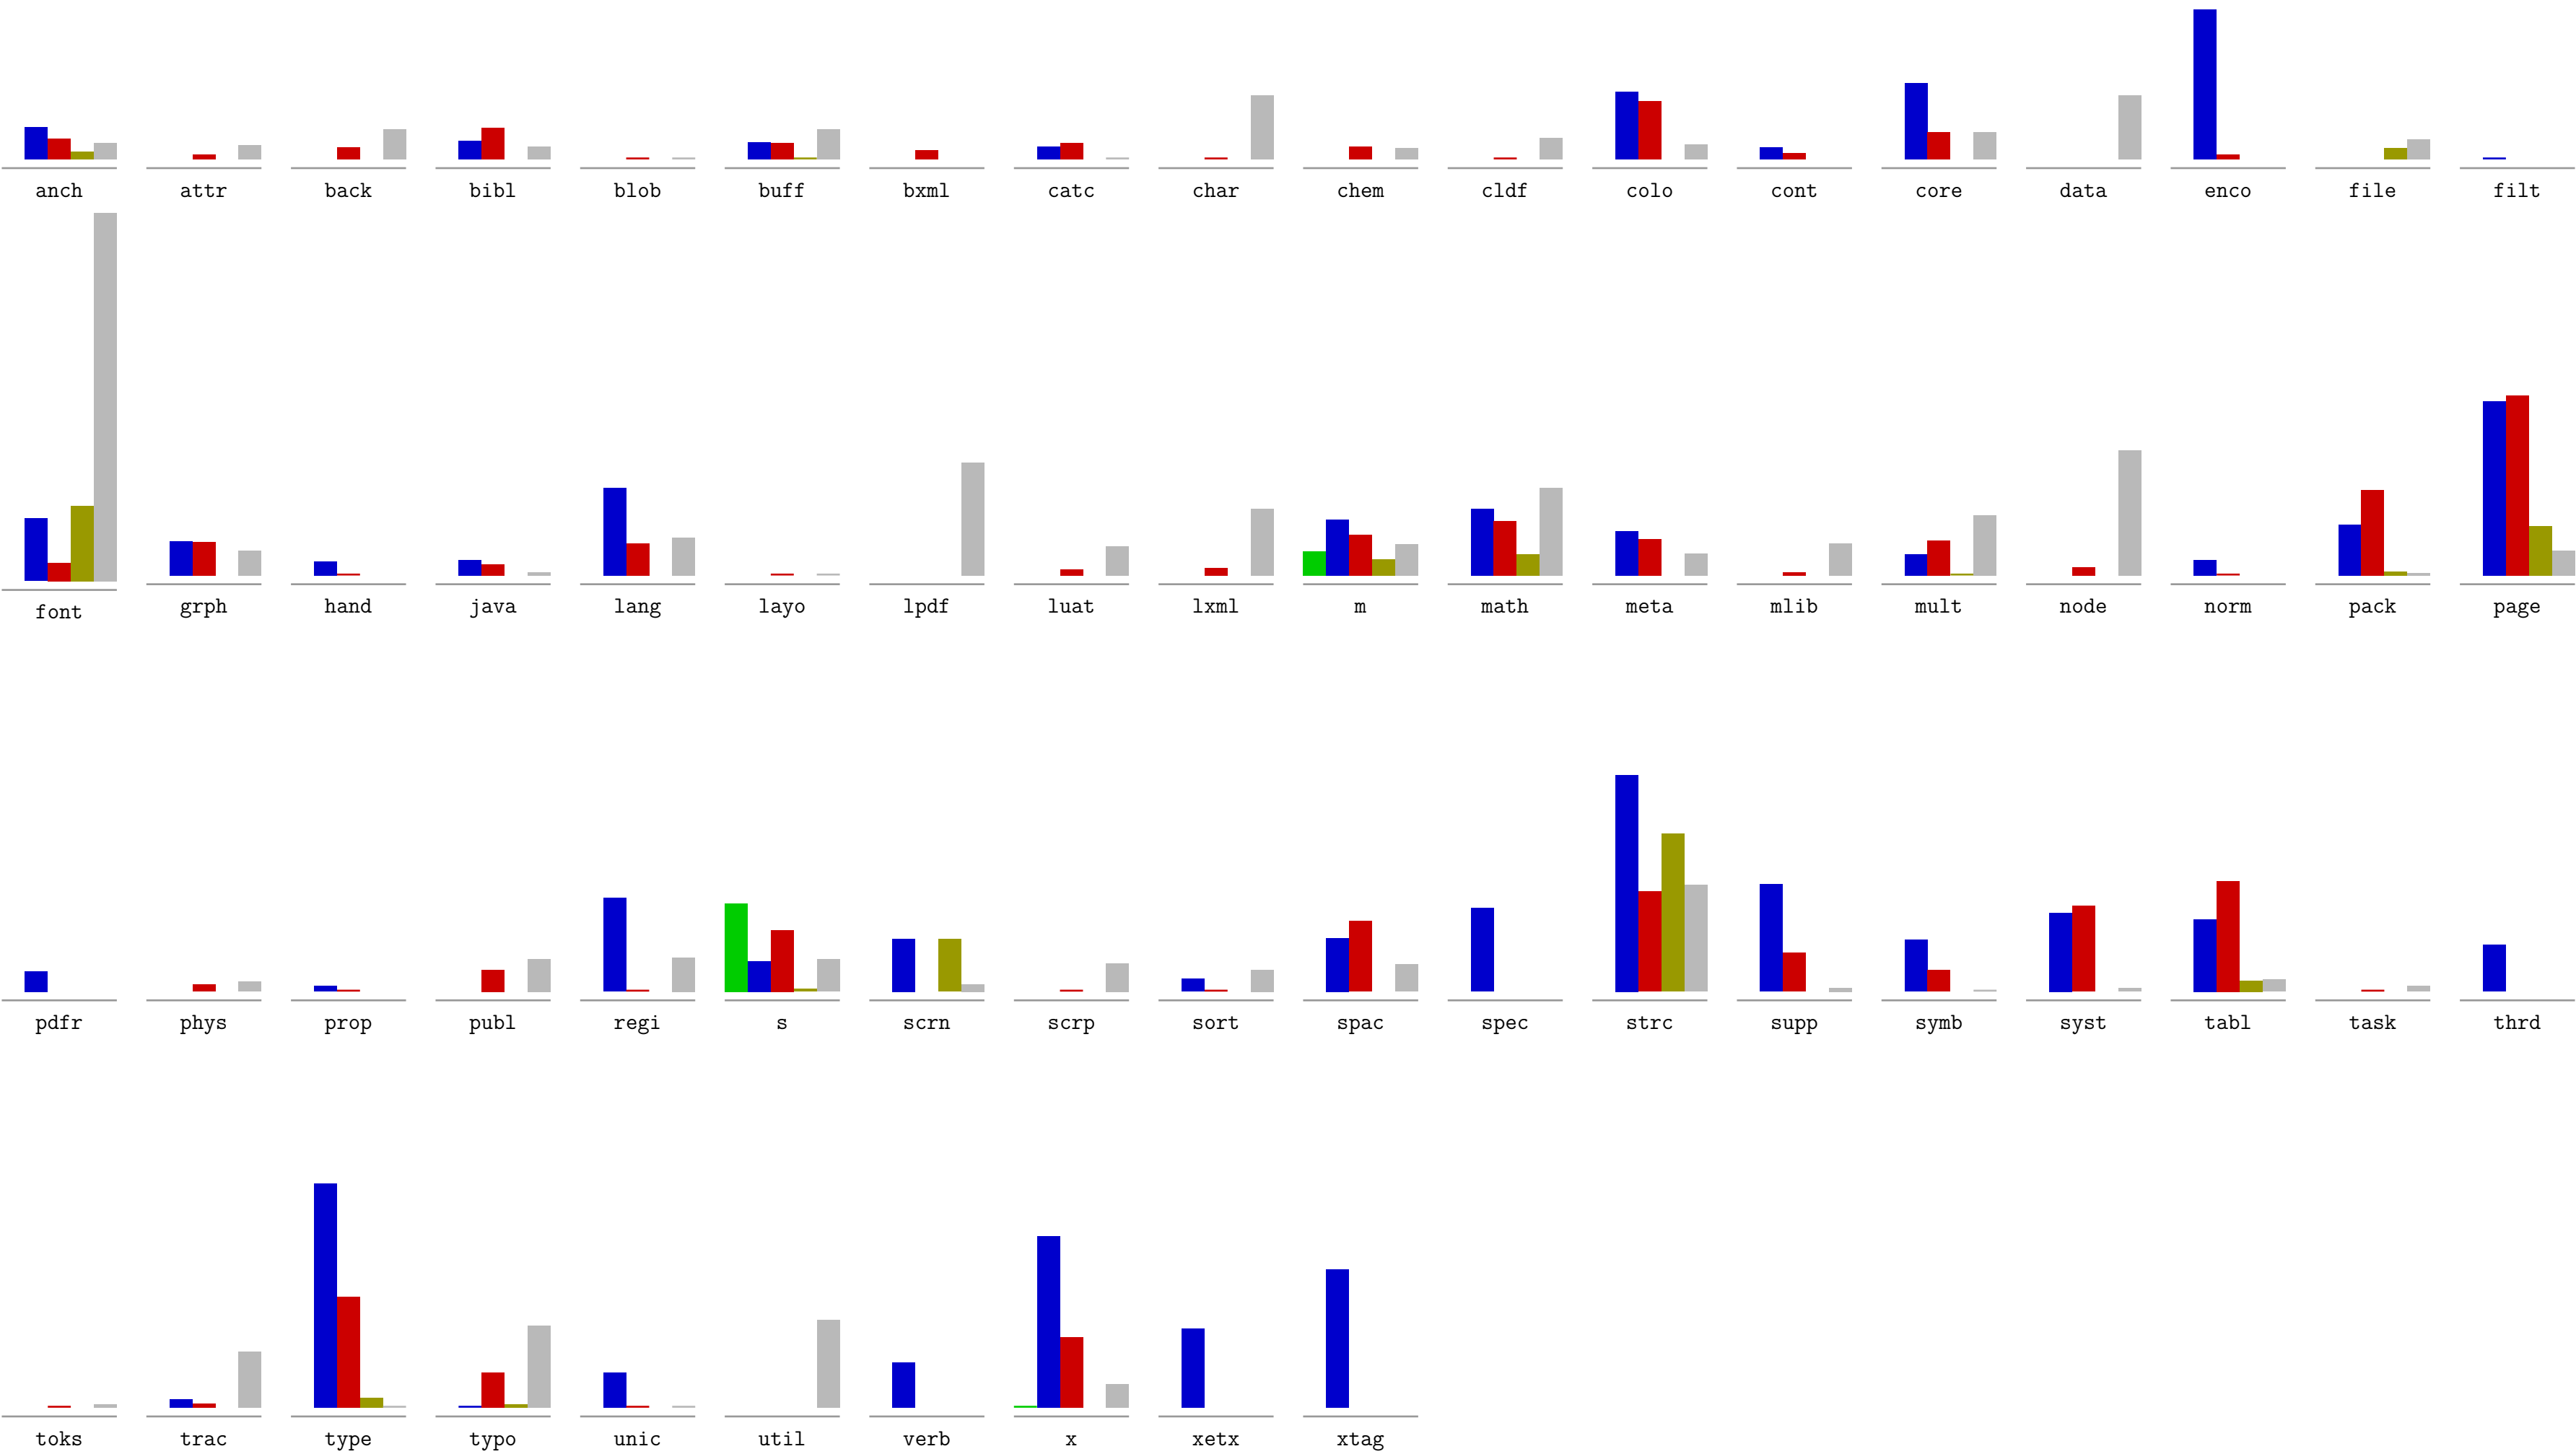 anch attr back bibl blob buff bxml catc char chem cldf colo cont core data enco file filt
font grph hand java lang layo lpdf luat lxml m math meta mlib mult node norm pack page
pdfr phys prop publ regi s scrn scrp sort spac spec strc supp symb syst tabl task thrd
toks trac type typo unic util verb x xetx xtag